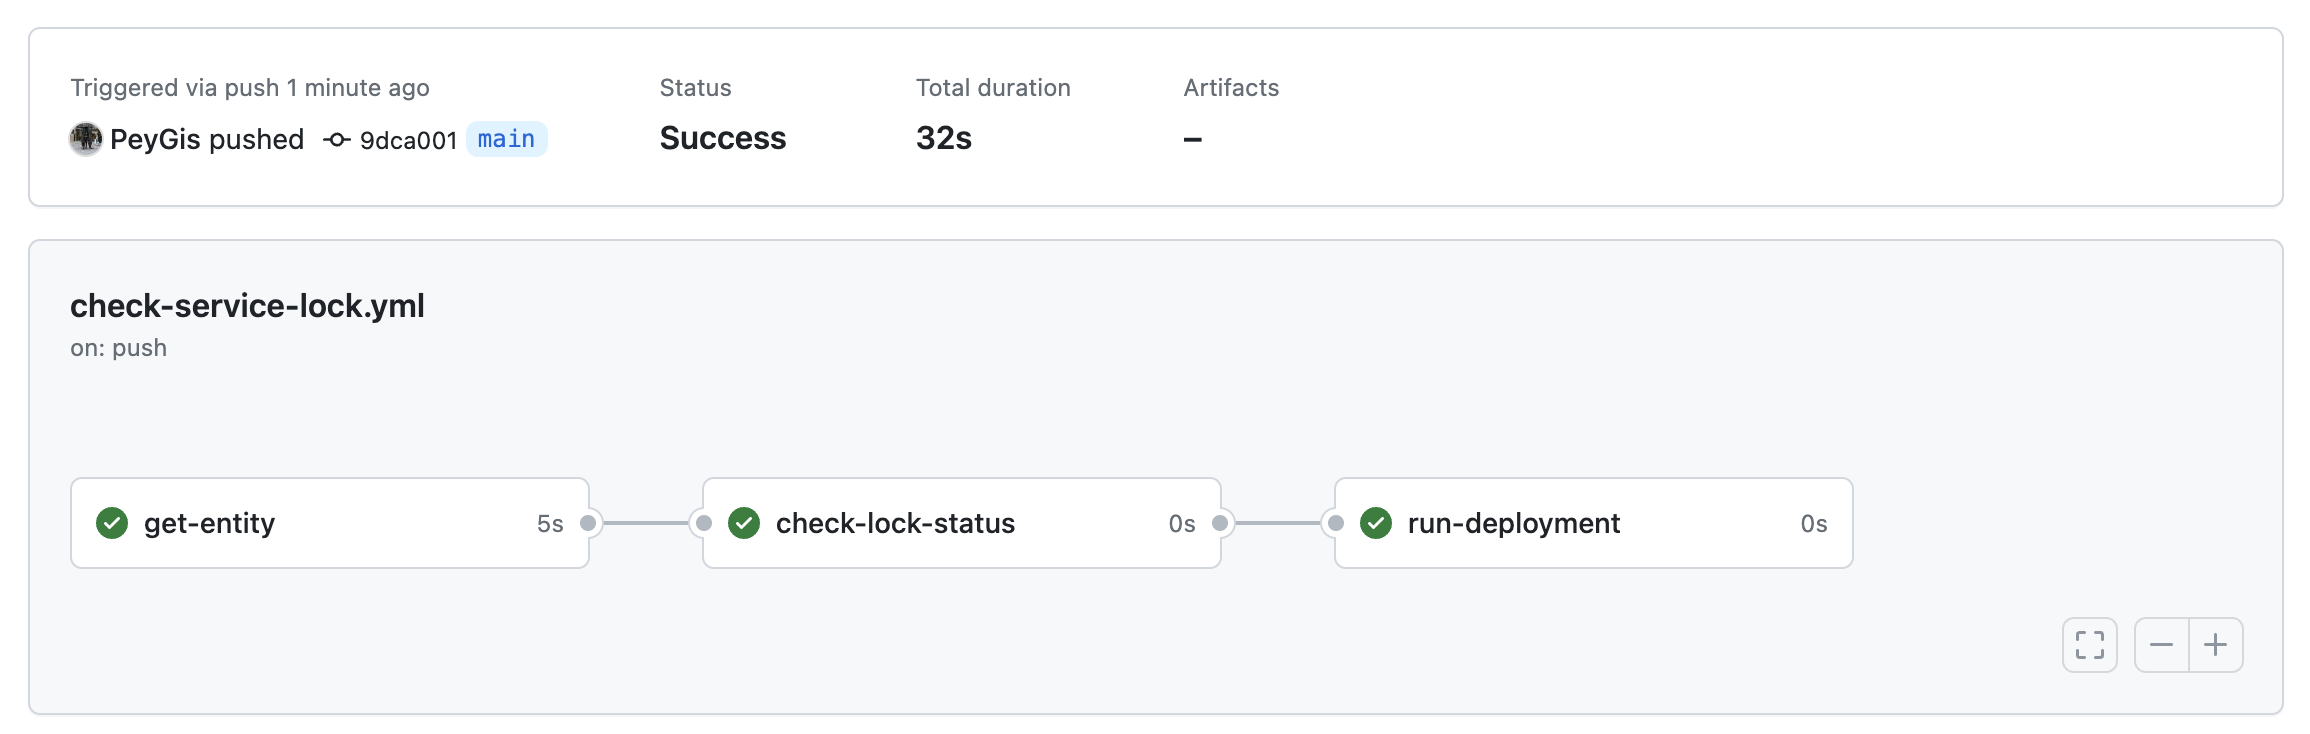 Triggered via push 1 minute ago
PeyGis pushed 9dca001 main
Status
Success
Total duration
32s
Artifacts
–
check-service-lock.yml
on: push
get-entity 5s
check-lock-status 0s
run-deployment 0s